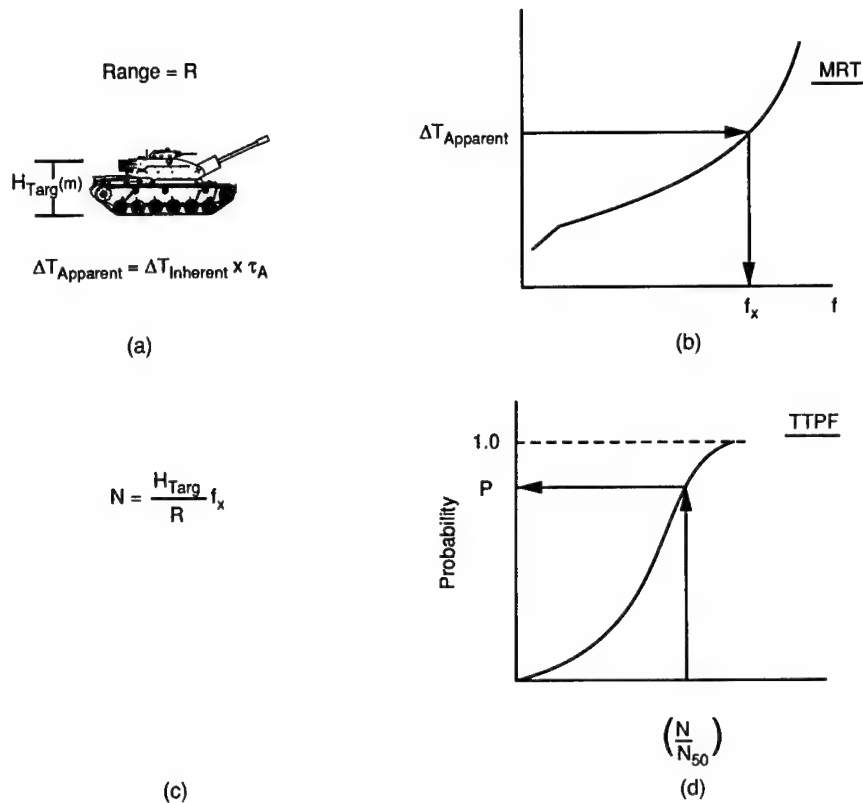 Range = R
H_Targ(m)
ΔT_Apparent = ΔT_Inherent x τ_A
(a)
MRT
ΔT_Apparent
f_x
f
(b)
N = H_Targ / R f_x
(c)
TTPF
1.0
P
Probability
(N / N_50)
(d)